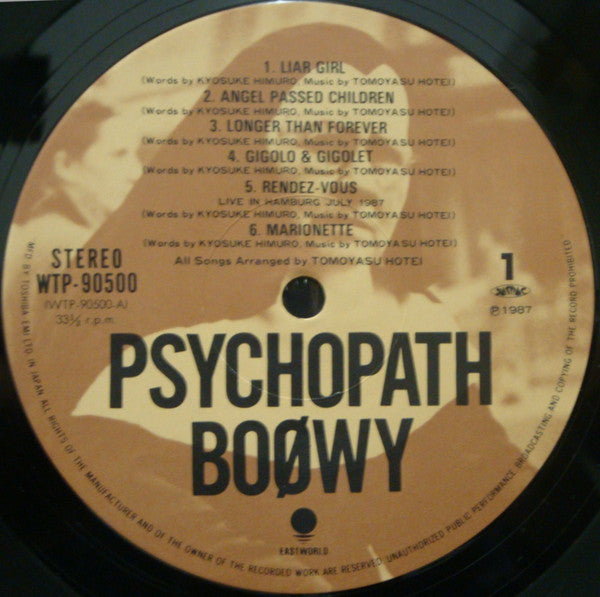 1. LIAR GIRL
(Words by KYOSUKE HIMURO, Music by TOMOYASU HOTEI)
2. ANGEL PASSED CHILDREN
(Words by KYOSUKE HIMURO, Music by TOMOYASU HOTEI)
3. LONGER THAN FOREVER
(Words by KYOSUKE HIMURO, Music by TOMOYASU HOTEI)
4. GIGOLO & GIGOLET
(Words by KYOSUKE HIMURO, Music by TOMOYASU HOTEI)
5. RENDEZ-VOUS
LIVE IN HAMBURG JULY 1987
(Words by KYOSUKE HIMURO, Music by TOMOYASU HOTEI)
6. MARIONETTE
(Words by KYOSUKE HIMURO, Music by TOMOYASU HOTEI)
All Songs Arranged by TOMOYASU HOTEI
STEREO
WTP-90500
(WTP-90500-A)
33⅓ r.p.m.
1
℗1987
PSYCHOPATH
BOØWY
EASTWORLD
MFD. BY TOSHIBA EMI LTD. IN JAPAN ALL RIGHTS OF THE MANUFACTURER AND OF THE OWNER OF THE RECORDED WORK ARE RESERVED. UNAUTHORIZED PUBLIC PERFORMANCE, BROADCASTING AND COPYING OF THE RECORD PROHIBITED